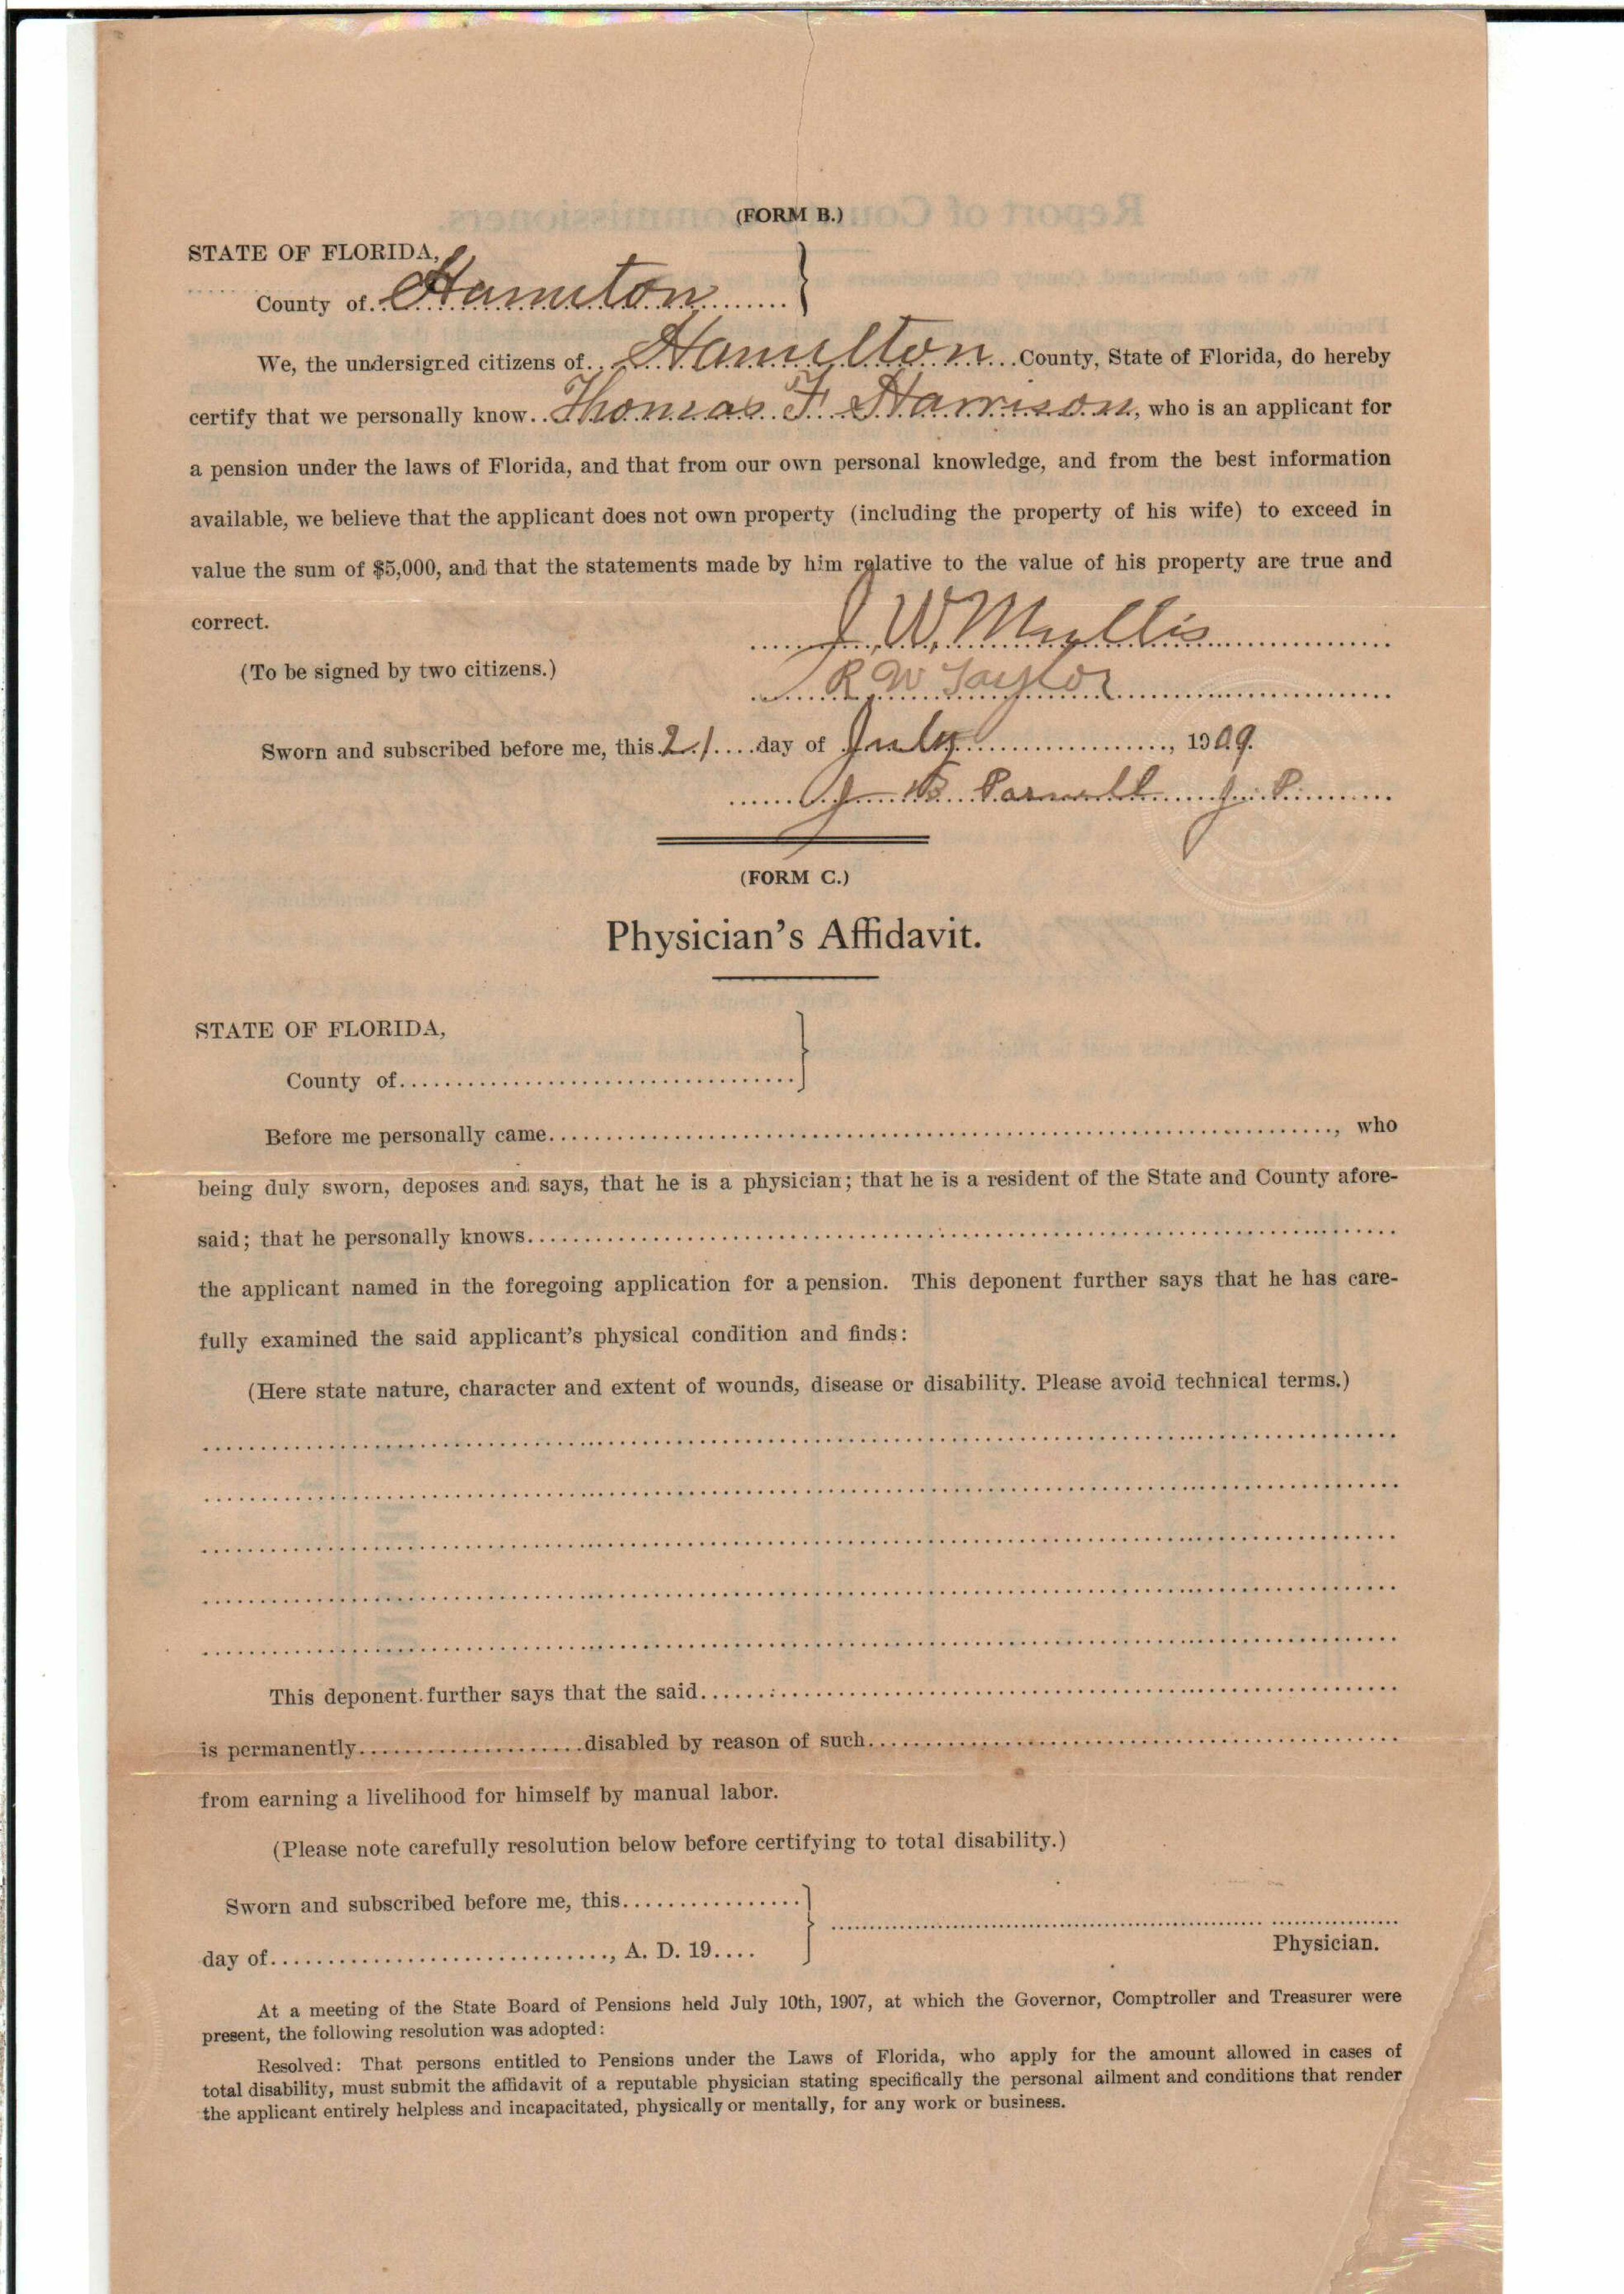 (FORM B.)
STATE OF FLORIDA,
County of Hamilton
We, the undersigned citizens of Hamilton County, State of Florida, do hereby
certify that we personally know Thomas F. Harrison, who is an applicant for
a pension under the laws of Florida, and that from our own personal knowledge, and from the best information
available, we believe that the applicant does not own property (including the property of his wife) to exceed in
value the sum of $5,000, and that the statements made by him relative to the value of his property are true and
correct.
J. W.
(To be signed by two citizens.)
R W Taylor
Sworn and subscribed before me, this 21 day of July, 1909.
B.
(FORM C.)
Physician's Affidavit.
STATE OF FLORIDA,
County of
Before me personally came, who
being duly sworn, deposes and says, that he is a physician; that he is a resident of the State and County afore-
said; that he personally knows
the applicant named in the foregoing application for a pension. This deponent further says that he has care-
fully examined the said applicant's physical condition and finds:
(Here state nature, character and extent of wounds, disease or disability. Please avoid technical terms.)
This deponent further says that the said
is permanently disabled by reason of such
from earning a livelihood for himself by manual labor.
(Please note carefully resolution below before certifying to total disability.)
Sworn and subscribed before me, this
day of, A. D. 19
Physician.
At a meeting of the State Board of Pensions held July 10th, 1907, at which the Governor, Comptroller and Treasurer were
present, the following resolution was adopted:
Resolved: That persons entitled to Pensions under the Laws of Florida, who apply for the amount allowed in cases of
total disability, must submit the affidavit of a reputable physician stating specifically the personal ailment and conditions that render
the applicant entirely helpless and incapacitated, physically or mentally, for any work or business.